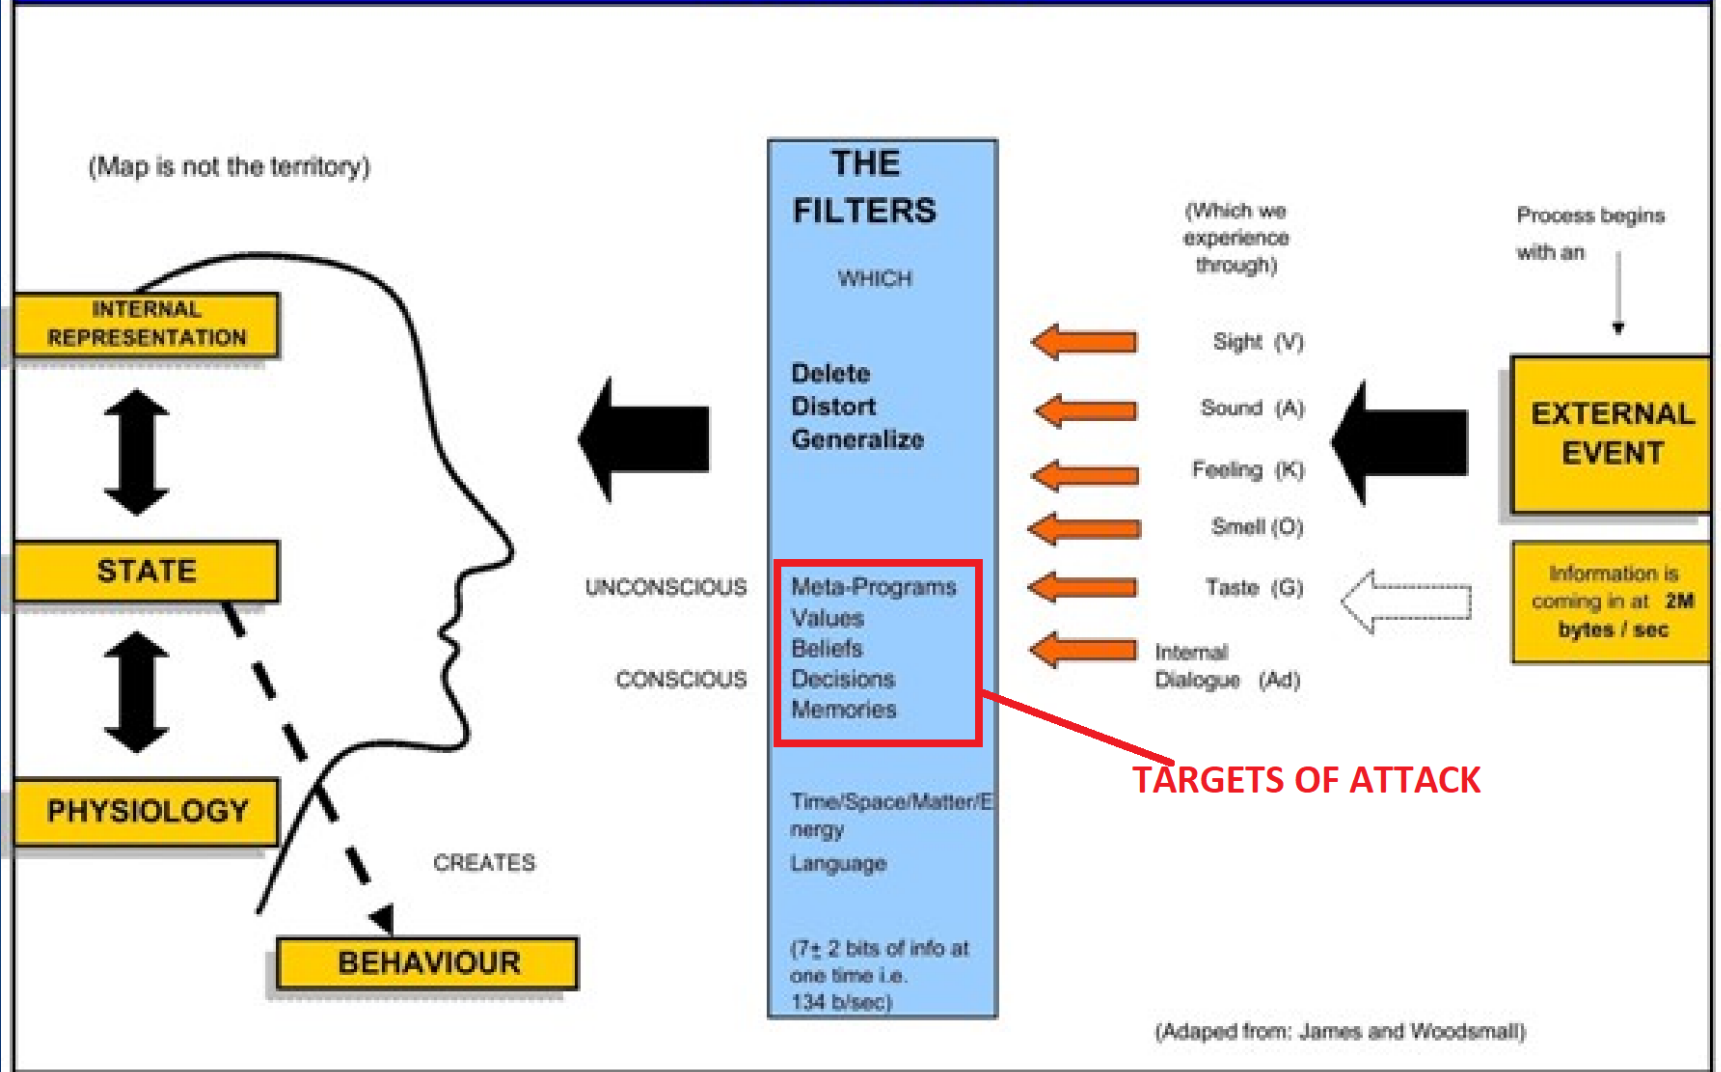 (Map is not the territory)
INTERNAL
REPRESENTATION
STATE
PHYSIOLOGY
CREATES
BEHAVIOUR
UNCONSCIOUS
CONSCIOUS
THE
FILTERS
WHICH
Delete
Distort
Generalize
Meta-Programs
Values
Beliefs
Decisions
Memories
Time/Space/Matter/E
nergy
Language
(7± 2 bits of info at
one time i.e.
134 b/sec)
(Which we
experience
through)
Sight (V)
Sound (A)
Feeling (K)
Smell (O)
Taste (G)
Internal
Dialogue (Ad)
TARGETS OF ATTACK
Process begins
with an
EXTERNAL
EVENT
Information is
coming in at 2M
bytes / sec
(Adaped from: James and Woodsmall)